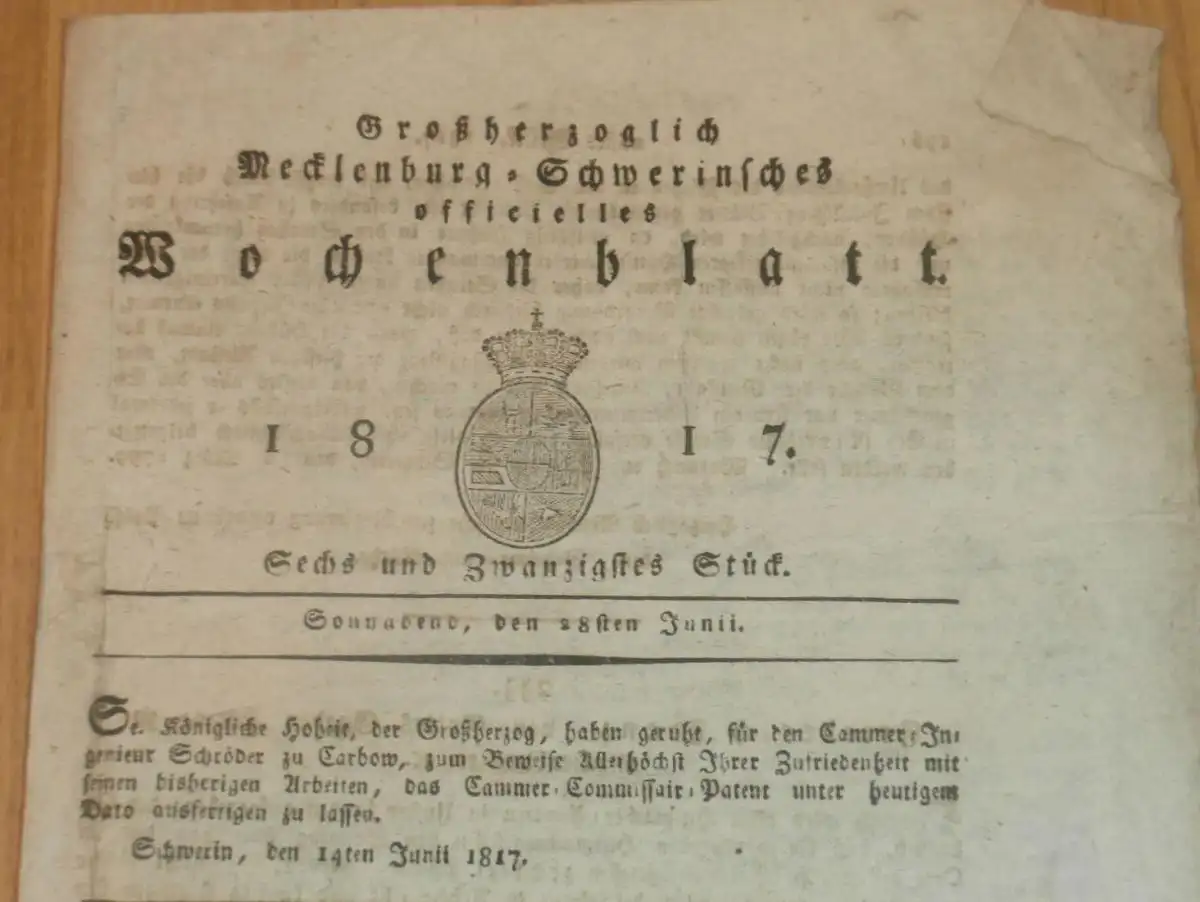 Großherzoglich
Mecklenburg-Schwerinsches
officielles
Wochenblatt.
1817.
Sechs und Zwanzigstes Stück.
Sonnabend, den 28sten Junii.
Se. Königliche Hoheit, der Großherzog, haben geruht, für den Cammer-In-
genieur Schröder zu Carbow, zum Beweise Allerhöchst Ihrer Zufriedenheit mit
seinen bisherigen Arbeiten, das Cammer-Commissair-Patent unter heutigem
Dato ausfertigen zu lassen.
Schwerin, den 14ten Junii 1817.